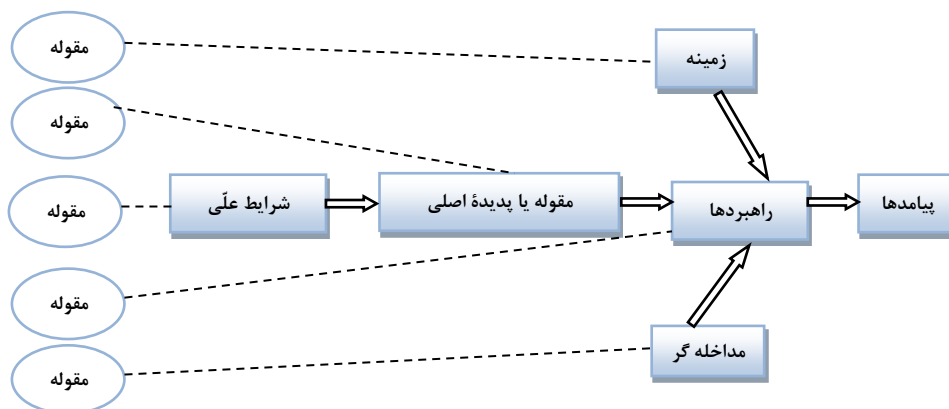 مقوله
زمینه
مقوله
مقوله
شرایط علّی
مقوله یا پدیدهٔ اصلی
راهبردها
پیامدها
مقوله
مداخله گر
مقوله